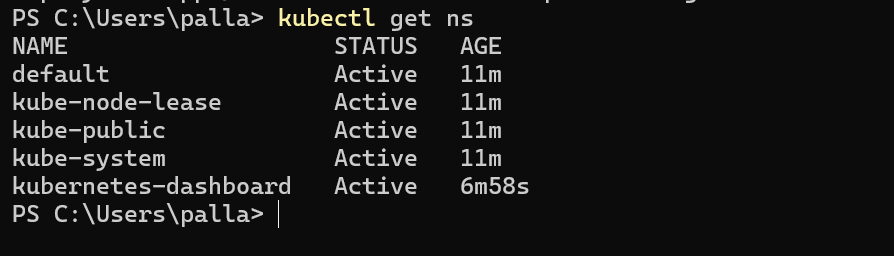 PS C:\Users\palla> kubectl get ns
NAME                   STATUS   AGE
default                Active   11m
kube-node-lease        Active   11m
kube-public            Active   11m
kube-system            Active   11m
kubernetes-dashboard   Active   6m58s
PS C:\Users\palla>